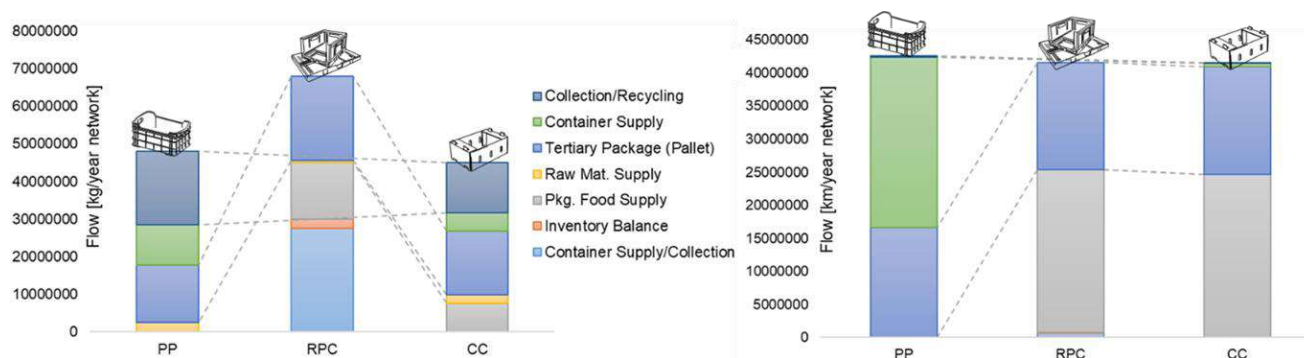 80000000
70000000
60000000
50000000
40000000
30000000
20000000
10000000
0
Flow [kg/year network]
PP
RPC
CC
Collection/Recycling
Container Supply
Tertiary Package (Pallet)
Raw Mat. Supply
Pkg. Food Supply
Inventory Balance
Container Supply/Collection
45000000
40000000
35000000
30000000
25000000
20000000
15000000
10000000
5000000
0
Flow [km/year network]
PP
RPC
CC